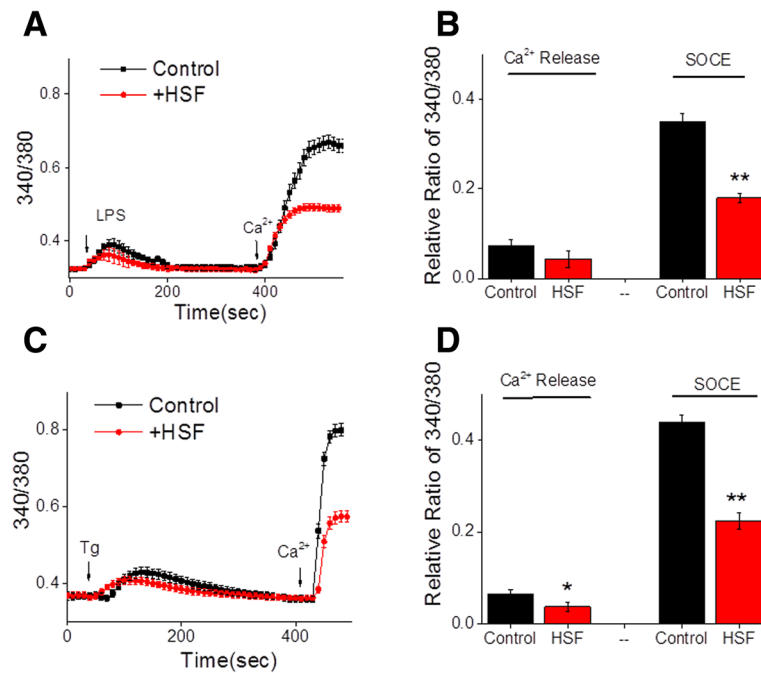 A
Control
+HSF
0.8
0.6
0.4
340/380
LPS
Ca²⁺
0 200 400
Time(sec)
B
Ca²⁺ Release
SOCE
0.4
0.2
0.0
Relative Ratio of 340/380
**
Control HSF -- Control HSF
C
Control
+HSF
0.8
0.6
0.4
340/380
Tg
Ca²⁺
0 200 400
Time(sec)
D
Ca²⁺ Release
SOCE
0.4
0.2
0.0
Relative Ratio of 340/380
*
**
Control HSF -- Control HSF